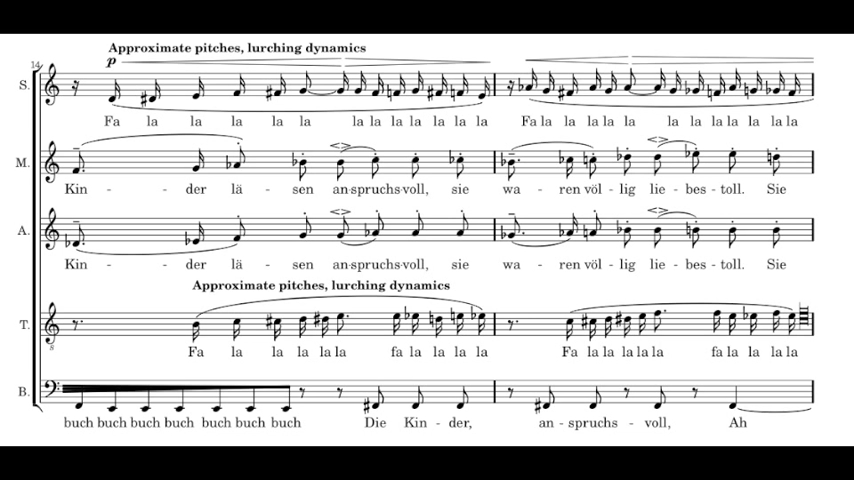 Approximate pitches, lurching dynamics
14
p
S.
Fa la la la la la la la la la la la Fa la la la la la la la la la la la
M.
Kin- - der lä - sen an-spruchs-voll, sie wa - ren völ - lig lie - bes - toll. Sie
A.
Kin- - der lä - sen an-spruchs-voll, sie wa - ren völ - lig lie - bes - toll. Sie
Approximate pitches, lurching dynamics
T.
8
Fa la la la la la fa la la la la Fa la la la la la fa la la la la
B.
buch buch buch buch buch buch buch Die Kin - der, an - spruchs - voll, Ah